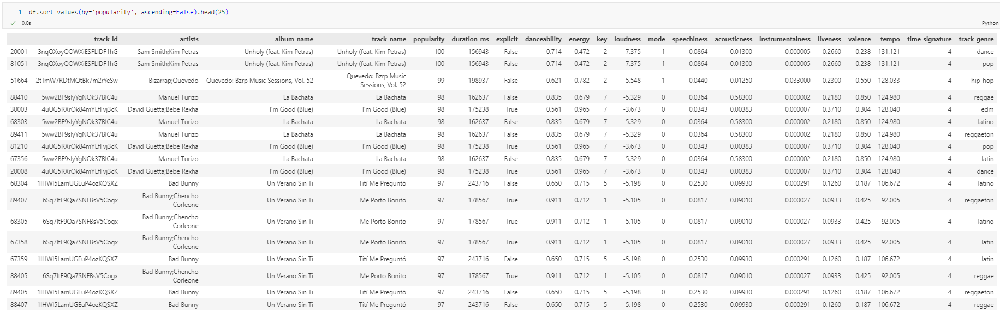 1 df.sort_values(by='popularity', ascending=False).head(25)
0.0s
Python
track_id artists album_name track_name popularity duration_ms explicit danceability energy key loudness mode speechiness acousticness instrumentalness liveness valence tempo time_signature track_genre
20001 3nqQXoyQOWXiESFLIDF1hG Sam Smith;Kim Petras Unholy (feat. Kim Petras) Unholy (feat. Kim Petras) 100 156943 False 0.714 0.472 2 -7.375 1 0.0864 0.01300 0.000005 0.2660 0.238 131.121 4 dance
81051 3nqQXoyQOWXiESFLIDF1hG Sam Smith;Kim Petras Unholy (feat. Kim Petras) Unholy (feat. Kim Petras) 100 156943 False 0.714 0.472 2 -7.375 1 0.0864 0.01300 0.000005 0.2660 0.238 131.121 4 pop
51664 2tTmW7RDtMQtBk7m2rYeSw Bizarrap;Quevedo Quevedo: Bzrp Music Sessions, Vol. 52 Quevedo: Bzrp Music
Sessions, Vol. 52 99 198937 False 0.621 0.782 2 -5.548 1 0.0440 0.01250 0.033000 0.2300 0.550 128.033 4 hip-hop
88410 5ww2BF9slyYgNOk37BlC4u Manuel Turizo La Bachata La Bachata 98 162637 False 0.835 0.679 7 -5.329 0 0.0364 0.58300 0.000002 0.2180 0.850 124.980 4 reggae
30003 4uUG5RXrOk84mYEfFvj3cK David Guetta;Bebe Rexha I'm Good (Blue) I'm Good (Blue) 98 175238 True 0.561 0.965 7 -3.673 0 0.0343 0.00383 0.000007 0.3710 0.304 128.040 4 edm
68303 5ww2BF9slyYgNOk37BlC4u Manuel Turizo La Bachata La Bachata 98 162637 False 0.835 0.679 7 -5.329 0 0.0364 0.58300 0.000002 0.2180 0.850 124.980 4 latino
89411 5ww2BF9slyYgNOk37BlC4u Manuel Turizo La Bachata La Bachata 98 162637 False 0.835 0.679 7 -5.329 0 0.0364 0.58300 0.000002 0.2180 0.850 124.980 4 reggaeton
81210 4uUG5RXrOk84mYEfFvj3cK David Guetta;Bebe Rexha I'm Good (Blue) I'm Good (Blue) 98 175238 True 0.561 0.965 7 -3.673 0 0.0343 0.00383 0.000007 0.3710 0.304 128.040 4 pop
67356 5ww2BF9slyYgNOk37BlC4u Manuel Turizo La Bachata La Bachata 98 162637 False 0.835 0.679 7 -5.329 0 0.0364 0.58300 0.000002 0.2180 0.850 124.980 4 latin
20008 4uUG5RXrOk84mYEfFvj3cK David Guetta;Bebe Rexha I'm Good (Blue) I'm Good (Blue) 98 175238 True 0.561 0.965 7 -3.673 0 0.0343 0.00383 0.000007 0.3710 0.304 128.040 4 dance
68304 1IHWl5LamUGEuP4ozKQSXZ Bad Bunny Un Verano Sin Ti Tití Me Preguntó 97 243716 False 0.650 0.715 5 -5.198 0 0.2530 0.09930 0.000291 0.1260 0.187 106.672 4 latino
89407 6Sq7ltF9Qa7SNFBsV5Cogx Bad Bunny;Chencho
Corleone Un Verano Sin Ti Me Porto Bonito 97 178567 True 0.911 0.712 1 -5.105 0 0.0817 0.09010 0.000027 0.0933 0.425 92.005 4 reggaeton
68305 6Sq7ltF9Qa7SNFBsV5Cogx Bad Bunny;Chencho
Corleone Un Verano Sin Ti Me Porto Bonito 97 178567 True 0.911 0.712 1 -5.105 0 0.0817 0.09010 0.000027 0.0933 0.425 92.005 4 latino
67358 6Sq7ltF9Qa7SNFBsV5Cogx Bad Bunny;Chencho
Corleone Un Verano Sin Ti Me Porto Bonito 97 178567 True 0.911 0.712 1 -5.105 0 0.0817 0.09010 0.000027 0.0933 0.425 92.005 4 latin
67359 1IHWl5LamUGEuP4ozKQSXZ Bad Bunny Un Verano Sin Ti Tití Me Preguntó 97 243716 False 0.650 0.715 5 -5.198 0 0.2530 0.09930 0.000291 0.1260 0.187 106.672 4 latin
88405 6Sq7ltF9Qa7SNFBsV5Cogx Bad Bunny;Chencho
Corleone Un Verano Sin Ti Me Porto Bonito 97 178567 True 0.911 0.712 1 -5.105 0 0.0817 0.09010 0.000027 0.0933 0.425 92.005 4 reggae
89405 1IHWl5LamUGEuP4ozKQSXZ Bad Bunny Un Verano Sin Ti Tití Me Preguntó 97 243716 False 0.650 0.715 5 -5.198 0 0.2530 0.09930 0.000291 0.1260 0.187 106.672 4 reggaeton
88407 1IHWl5LamUGEuP4ozKQSXZ Bad Bunny Un Verano Sin Ti Tití Me Preguntó 97 243716 False 0.650 0.715 5 -5.198 0 0.2530 0.09930 0.000291 0.1260 0.187 106.672 4 reggae